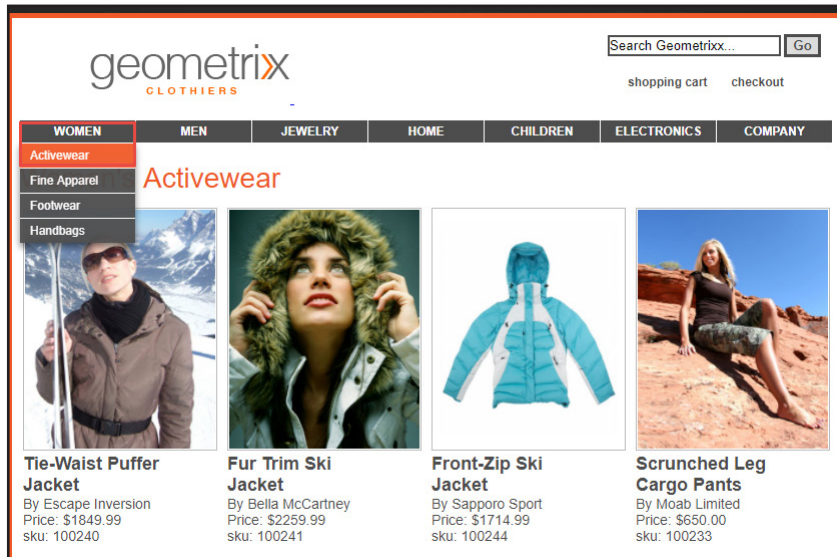 geometrixx
CLOTHIERS
Search Geometrixx...
Go
shopping cart checkout
WOMEN MEN JEWELRY HOME CHILDREN ELECTRONICS COMPANY
Activewear
Fine Apparel
Footwear
Handbags
Activewear
Tie-Waist Puffer
Jacket
By Escape Inversion
Price: $1849.99
sku: 100240
Fur Trim Ski
Jacket
By Bella McCartney
Price: $2259.99
sku: 100241
Front-Zip Ski
Jacket
By Sapporo Sport
Price: $1714.99
sku: 100244
Scrunched Leg
Cargo Pants
By Moab Limited
Price: $650.00
sku: 100233